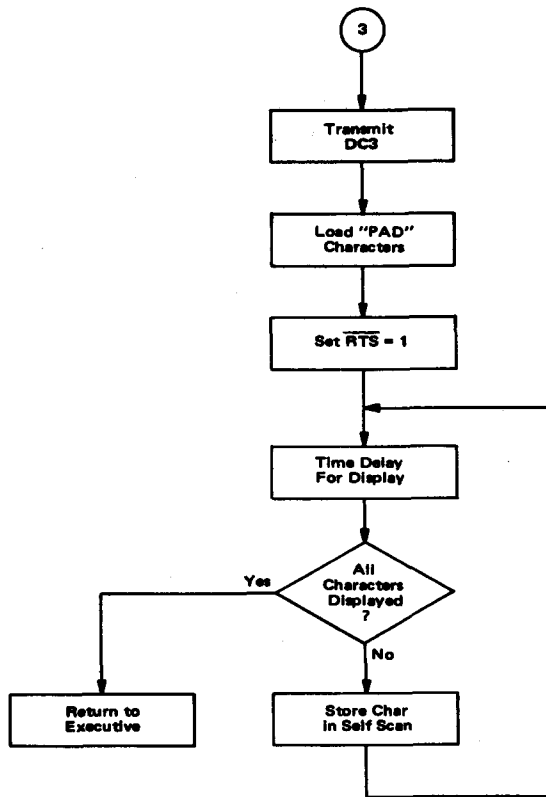 3
Transmit
DC3
Load "PAD"
Characters
Set R̅T̅S̅ = 1
Time Delay
For Display
All
Characters
Displayed
?
Yes
No
Return to
Executive
Store Char
in Self Scan